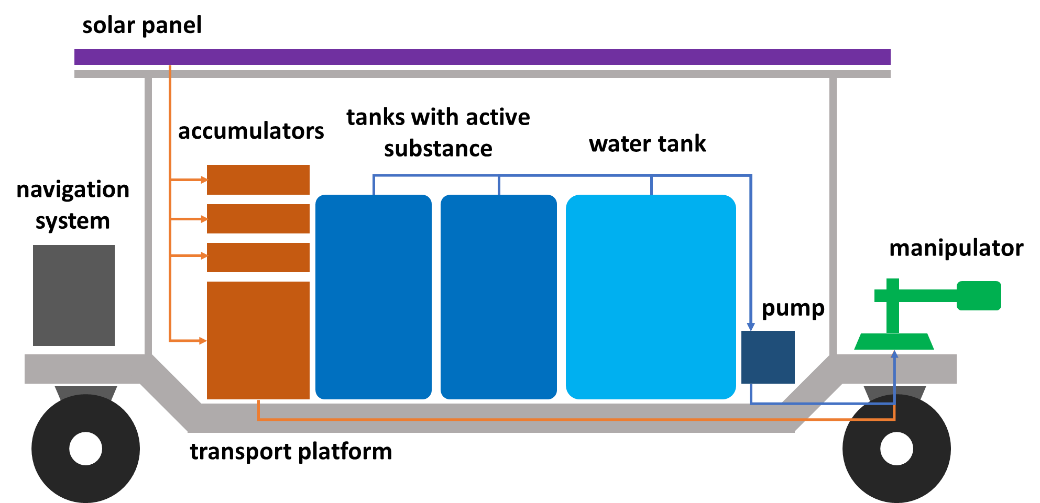 solar panel
accumulators
tanks with active
substance
water tank
navigation
system
manipulator
pump
transport platform